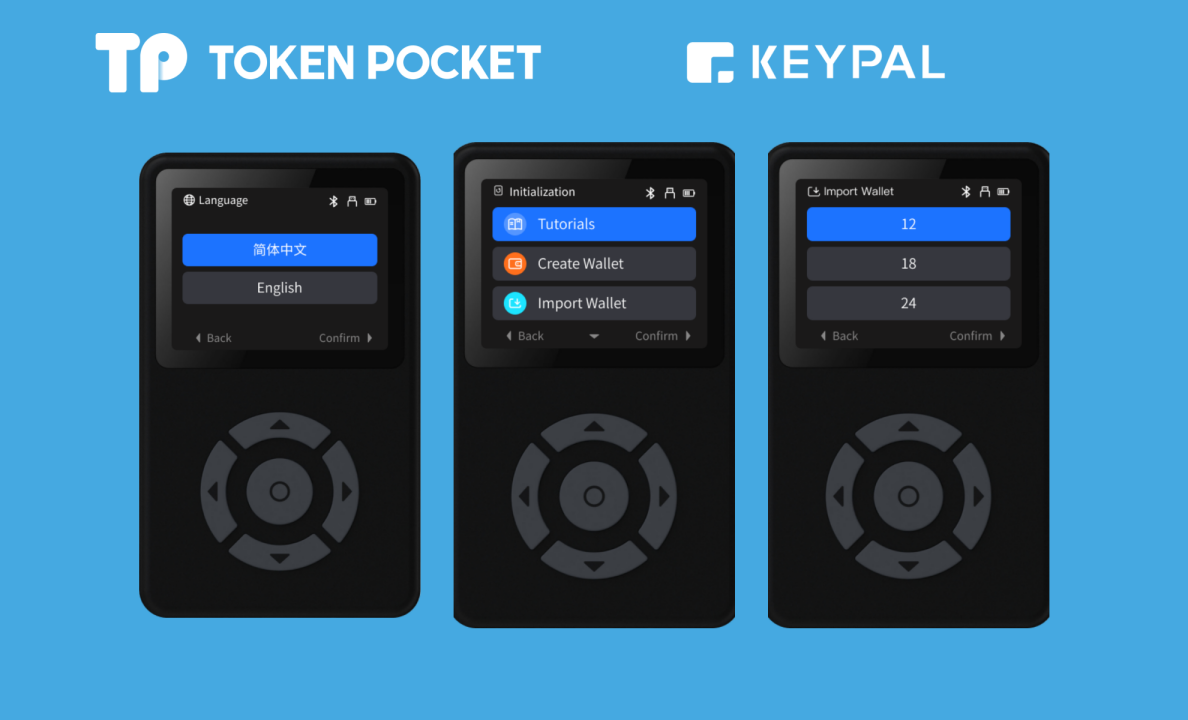 TP TOKEN POCKET
KEYPAL
Language
简体中文
English
Back Confirm
Initialization
Tutorials
Create Wallet
Import Wallet
Back Confirm
Import Wallet
12
18
24
Back Confirm